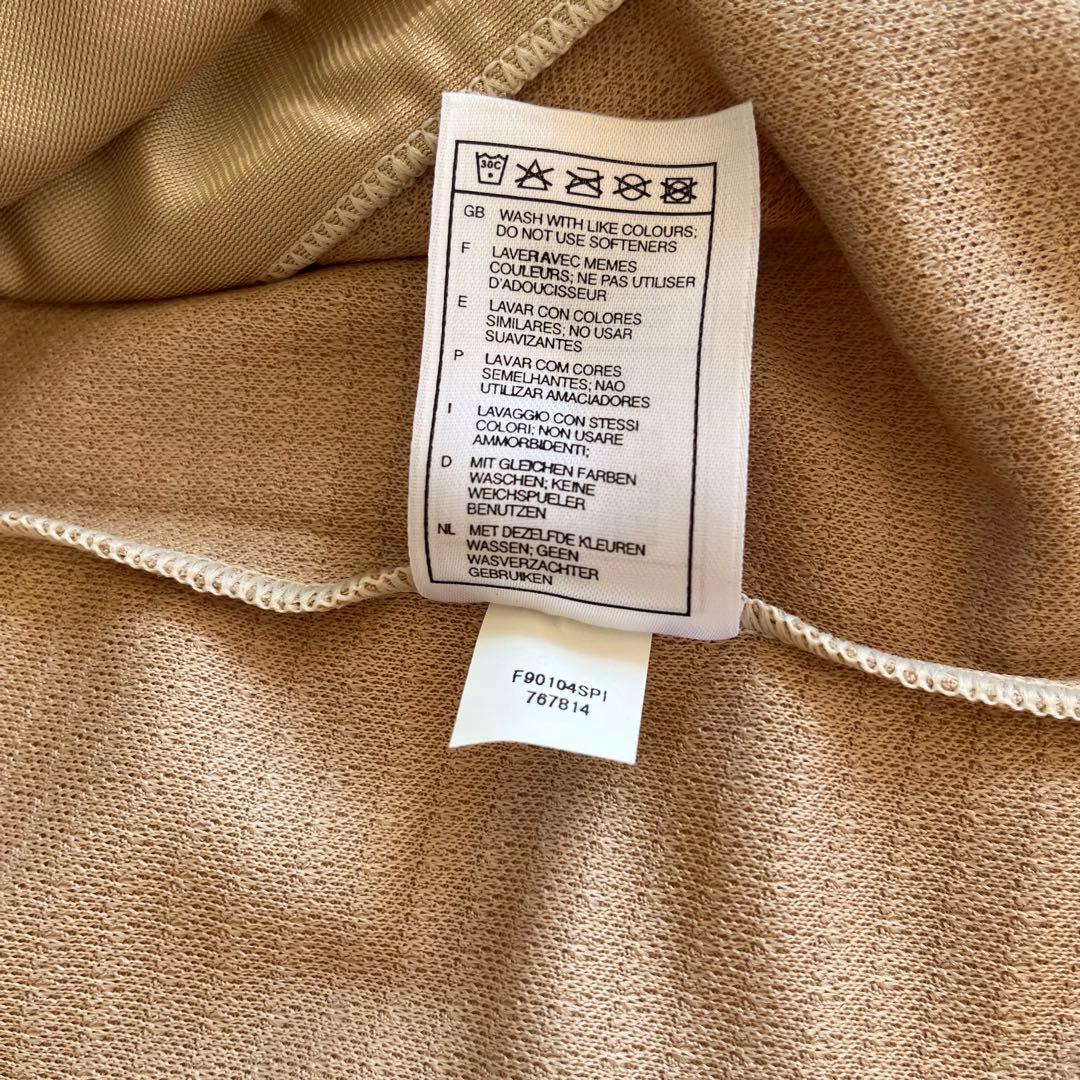 30C
GB WASH WITH LIKE COLOURS;
DO NOT USE SOFTENERS
F LAVER AVEC MEMES
COULEURS; NE PAS UTILISER
D'ADOUCISSEUR
E LAVAR CON COLORES
SIMILARES; NO USAR
SUAVIZANTES
P LAVAR COM CORES
SEMELHANTES; NAO
UTILIZAR AMACIADORES
I LAVAGGIO CON STESSI
COLORI; NON USARE
AMMORBIDENTI;
D MIT GLEICHEN FARBEN
WASCHEN; KEINE
WEICHSPUELER
BENUTZEN
NL MET DEZELFDE KLEUREN
WASSEN; GEEN
WASVERZACHTER
GEBRUIKEN
F90104SPI
767814